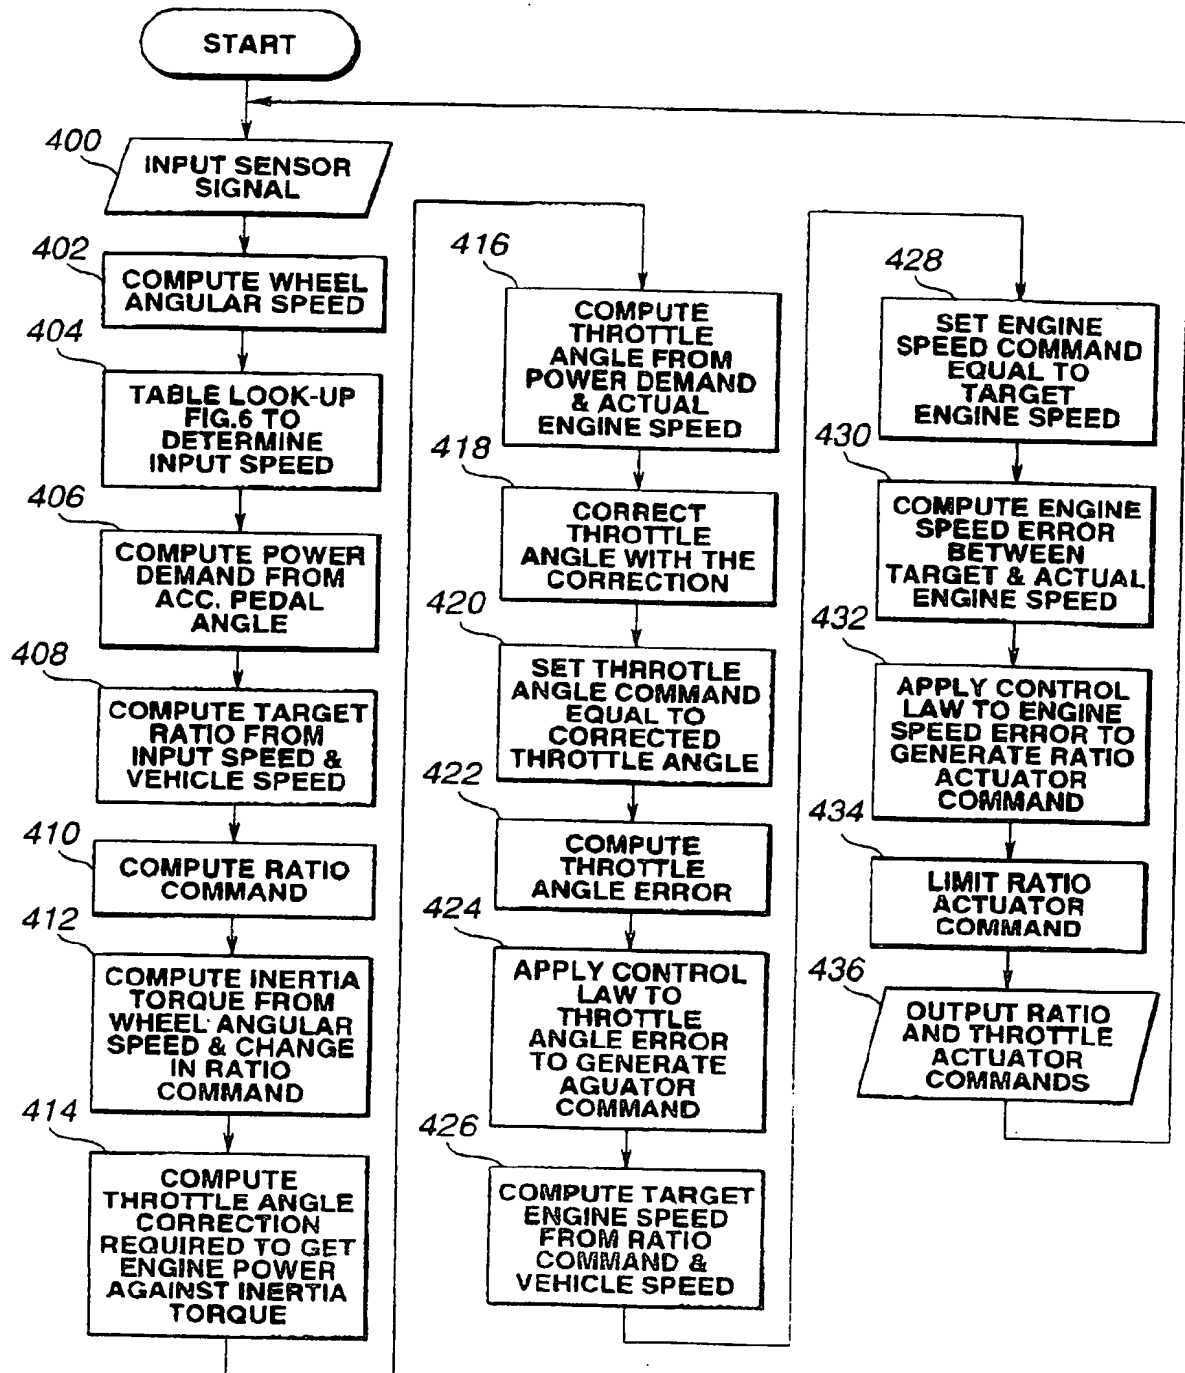 START
400
INPUT SENSOR
SIGNAL
402
COMPUTE WHEEL
ANGULAR SPEED
404
TABLE LOOK-UP
FIG.6 TO
DETERMINE
INPUT SPEED
406
COMPUTE POWER
DEMAND FROM
ACC. PEDAL
ANGLE
408
COMPUTE TARGET
RATIO FROM
INPUT SPEED &
VEHICLE SPEED
410
COMPUTE RATIO
COMMAND
412
COMPUTE INERTIA
TORQUE FROM
WHEEL ANGULAR
SPEED & CHANGE
IN RATIO
COMMAND
414
COMPUTE
THROTTLE ANGLE
CORRECTION
REQUIRED TO GET
ENGINE POWER
AGAINST INERTIA
TORQUE
416
COMPUTE
THROTTLE
ANGLE FROM
POWER DEMAND
& ACTUAL
ENGINE SPEED
418
CORRECT
THROTTLE
ANGLE WITH THE
CORRECTION
420
SET THRROTLE
ANGLE COMMAND
EQUAL TO
CORRECTED
THROTTLE ANGLE
422
COMPUTE
THROTTLE
ANGLE ERROR
424
APPLY CONTROL
LAW TO
THROTTLE
ANGLE ERROR
TO GENERATE
AGUATOR
COMMAND
426
COMPUTE TARGET
ENGINE SPEED
FROM RATIO
COMMAND &
VEHICLE SPEED
428
SET ENGINE
SPEED COMMAND
EQUAL TO
TARGET
ENGINE SPEED
430
COMPUTE ENGINE
SPEED ERROR
BETWEEN
TARGET & ACTUAL
ENGINE SPEED
432
APPLY CONTROL
LAW TO ENGINE
SPEED ERROR TO
GENERATE RATIO
ACTUATOR
COMMAND
434
LIMIT RATIO
ACTUATOR
COMMAND
436
OUTPUT RATIO
AND THROTTLE
ACTUATOR
COMMANDS